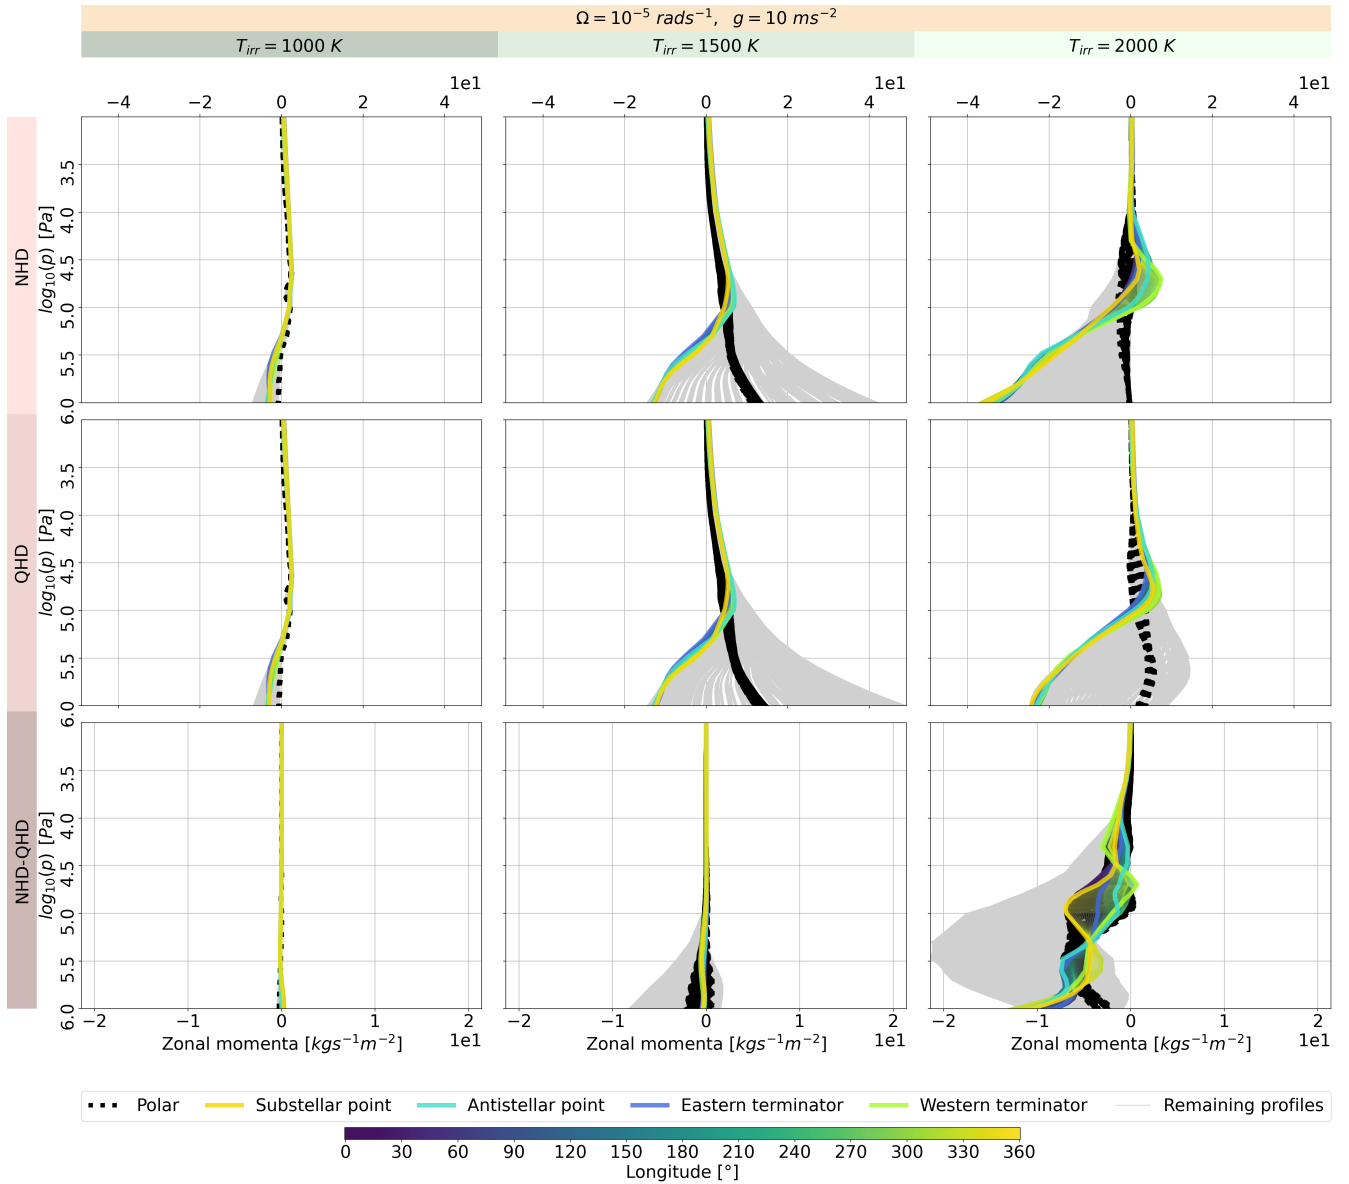 Ω = 10⁻⁵ rads⁻¹, g = 10 ms⁻²
T_irr = 1000 K T_irr = 1500 K T_irr = 2000 K
1e1 1e1 1e1
−4 −2 0 2 4 −4 −2 0 2 4 −4 −2 0 2 4
NHD
log₁₀(p) [Pa]
3.5
4.0
4.5
5.0
5.5
6.0
QHD
log₁₀(p) [Pa]
3.5
4.0
4.5
5.0
5.5
6.0
NHD-QHD
log₁₀(p) [Pa]
3.5
4.0
4.5
5.0
5.5
6.0
−2 −1 0 1 2 −2 −1 0 1 2 −2 −1 0 1 2
Zonal momenta [kgs⁻¹m⁻²] 1e1 Zonal momenta [kgs⁻¹m⁻²] 1e1 Zonal momenta [kgs⁻¹m⁻²] 1e1
Polar Substellar point Antistellar point Eastern terminator Western terminator Remaining profiles
0 30 60 90 120 150 180 210 240 270 300 330 360
Longitude [°]